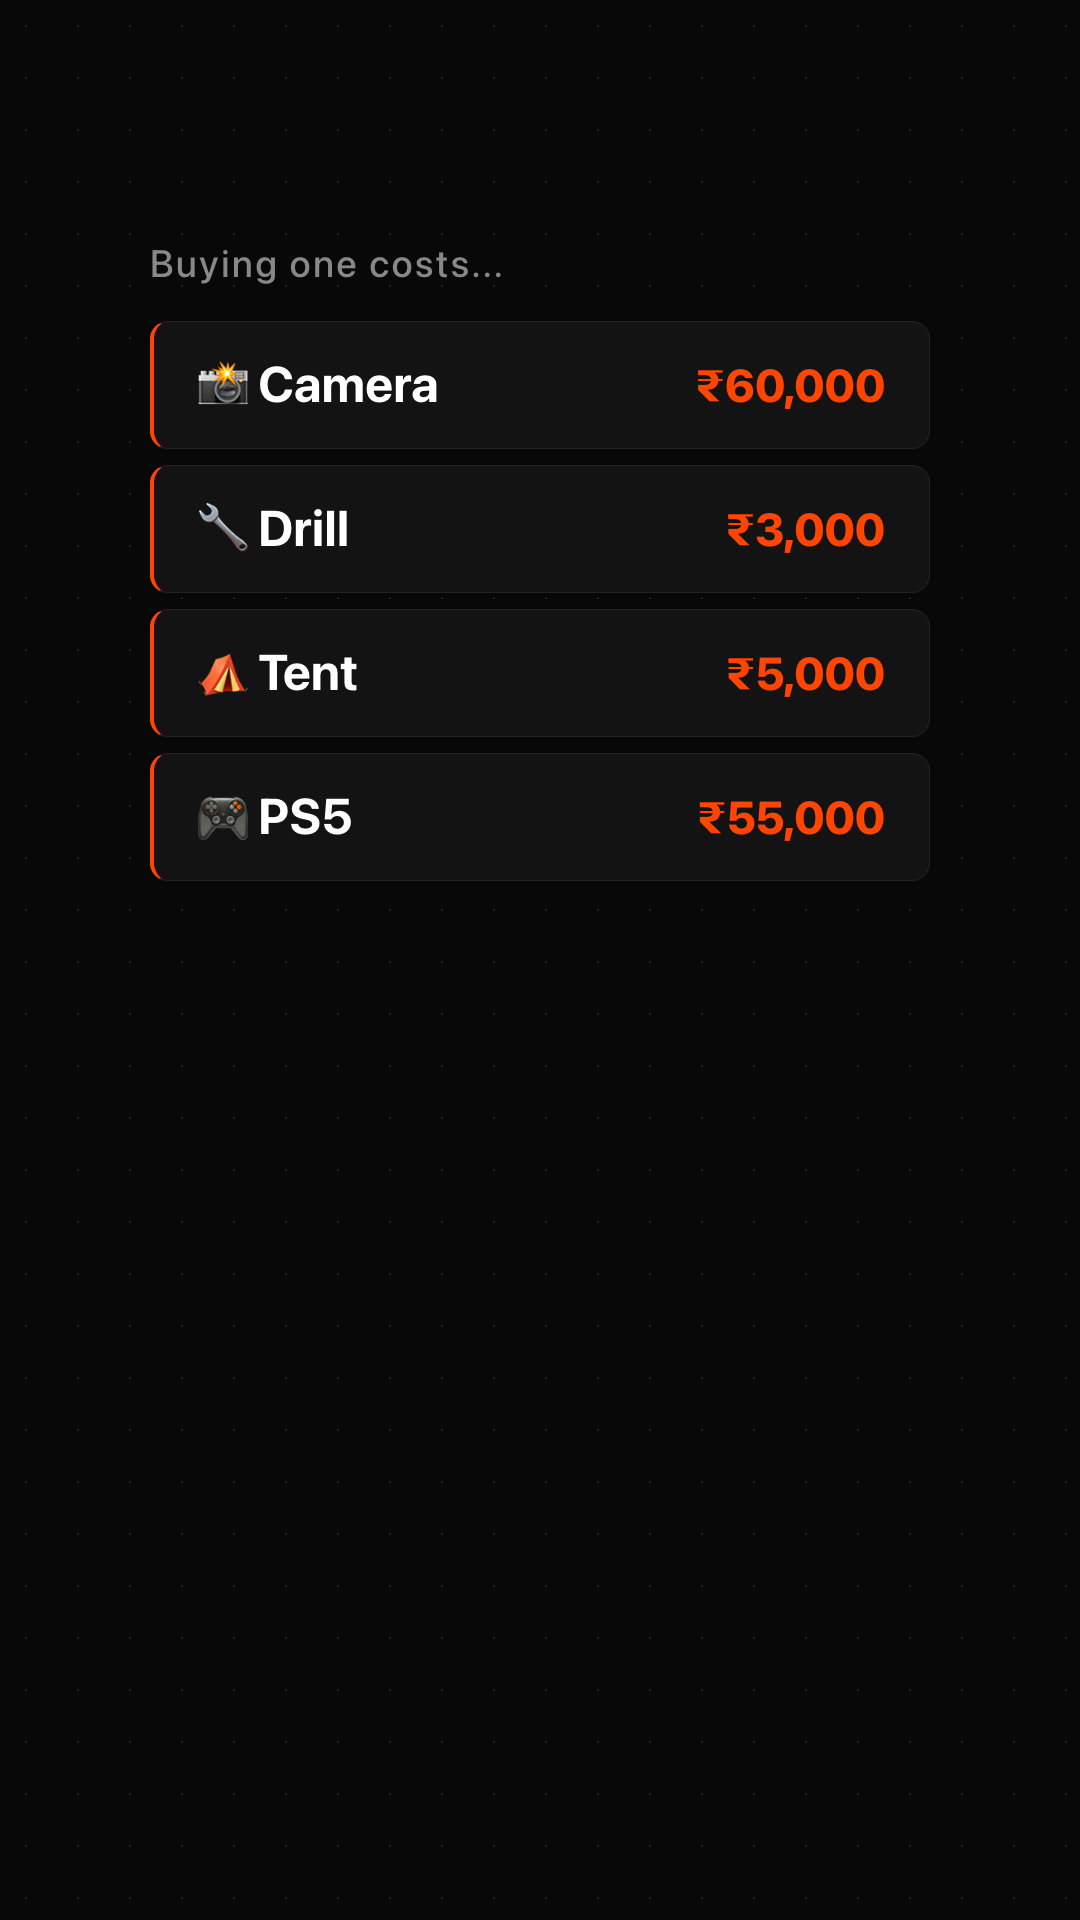 Buying one costs...
Camera ₹60,000
Drill ₹3,000
Tent ₹5,000
PS5 ₹55,000